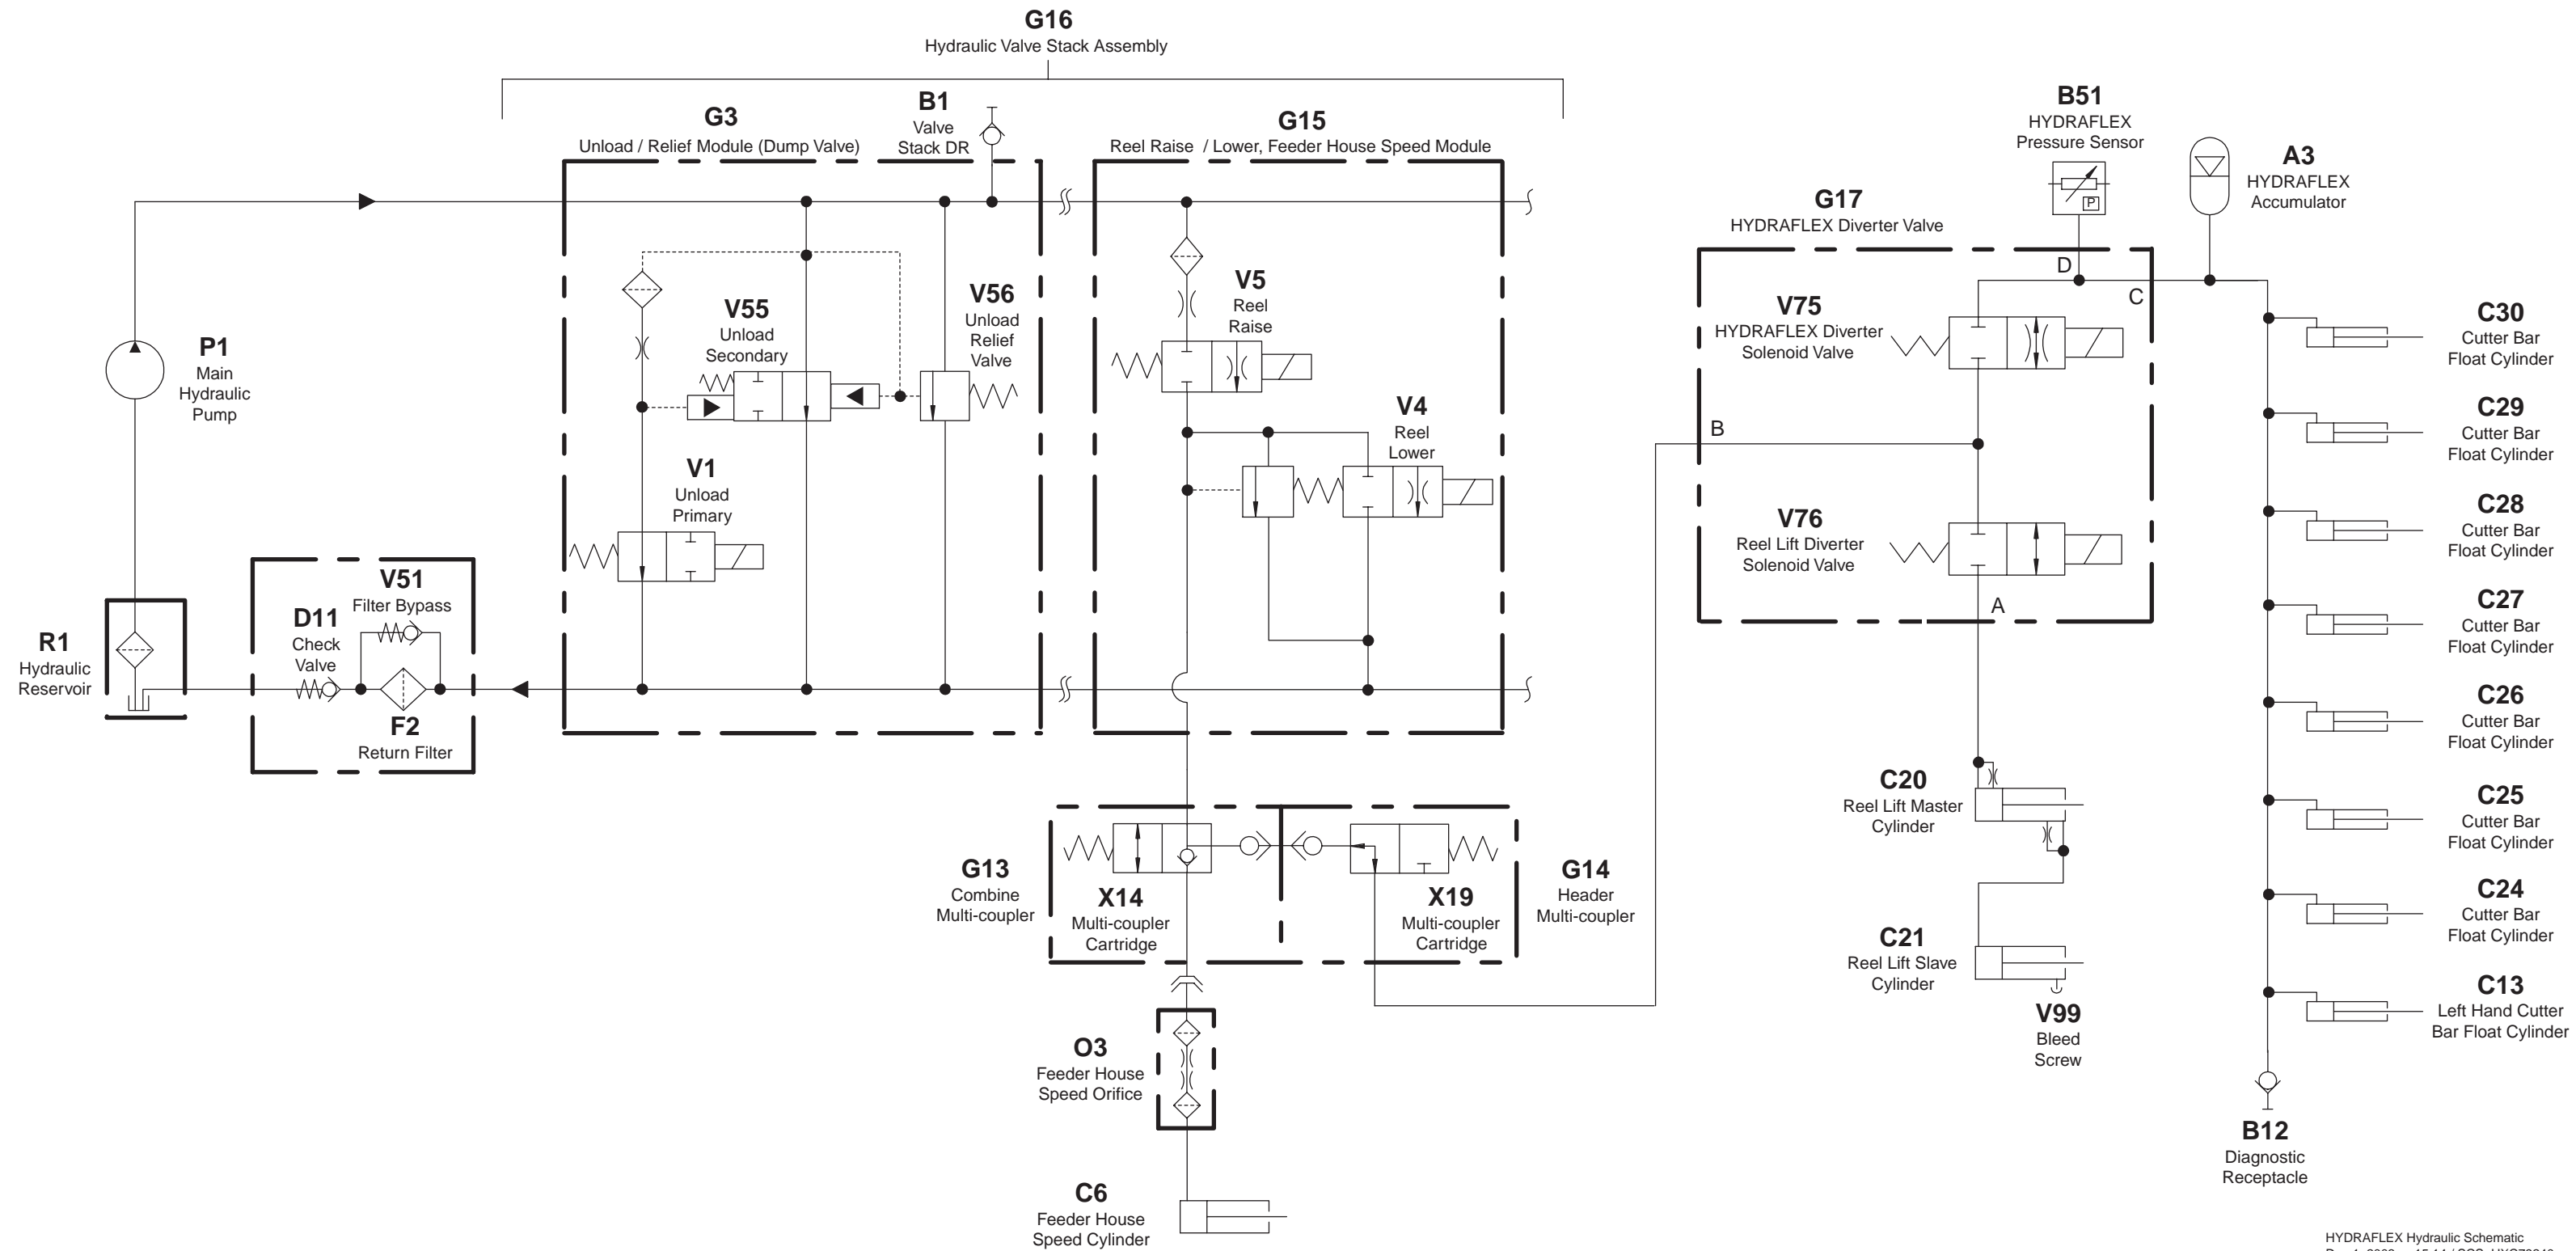 G16
Hydraulic Valve Stack Assembly
G3
Unload / Relief Module (Dump Valve)
B1
Valve
Stack DR
G15
Reel Raise / Lower, Feeder House Speed Module
B51
HYDRAFLEX
Pressure Sensor
P
A3
HYDRAFLEX
Accumulator
G17
HYDRAFLEX Diverter Valve
D
C
B
A
V75
HYDRAFLEX Diverter
Solenoid Valve
V76
Reel Lift Diverter
Solenoid Valve
P1
Main
Hydraulic
Pump
V55
Unload
Secondary
V56
Unload
Relief
Valve
V1
Unload
Primary
V5
Reel
Raise
V4
Reel
Lower
R1
Hydraulic
Reservoir
D11
Check
Valve
V51
Filter Bypass
F2
Return Filter
G13
Combine
Multi-coupler
X14
Multi-coupler
Cartridge
X19
Multi-coupler
Cartridge
G14
Header
Multi-coupler
O3
Feeder House
Speed Orifice
C6
Feeder House
Speed Cylinder
C20
Reel Lift Master
Cylinder
C21
Reel Lift Slave
Cylinder
V99
Bleed
Screw
C30
Cutter Bar
Float Cylinder
C29
Cutter Bar
Float Cylinder
C28
Cutter Bar
Float Cylinder
C27
Cutter Bar
Float Cylinder
C26
Cutter Bar
Float Cylinder
C25
Cutter Bar
Float Cylinder
C24
Cutter Bar
Float Cylinder
C13
Left Hand Cutter
Bar Float Cylinder
B12
Diagnostic
Receptacle
HYDRAFLEX Hydraulic Schematic